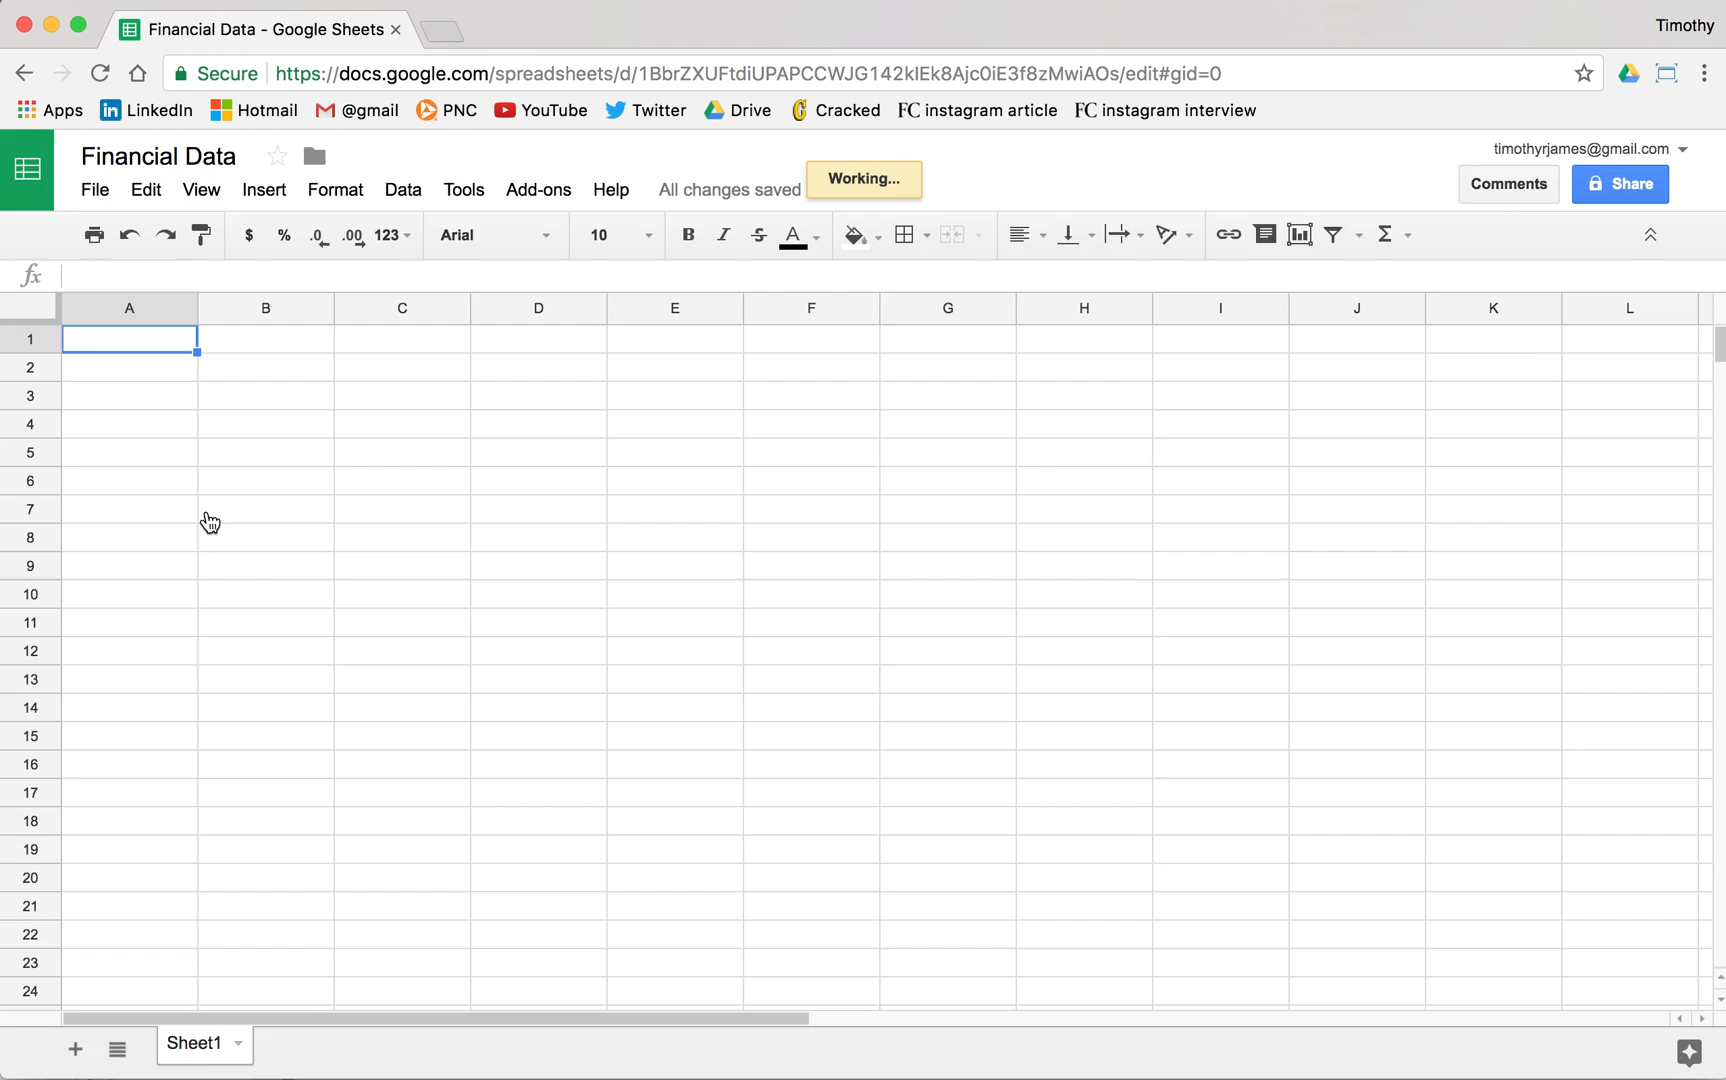 Financial Data - Google Sheets
Timothy
Secure https://docs.google.com/spreadsheets/d/1BbrZXUFtdiUPAPCCWJG142kIEk8Ajc0iE3f8zMwiAOs/edit#gid=0
Apps LinkedIn Hotmail @gmail PNC YouTube Twitter Drive Cracked FC instagram article FC instagram interview
Financial Data
timothyrjames@gmail.com
File Edit View Insert Format Data Tools Add-ons Help All changes saved
Working...
Comments Share
$ % .0 .00 123 Arial 10 B I S A Σ
fx
A B C D E F G H I J K L
1
2
3
4
5
6
7
8
9
10
11
12
13
14
15
16
17
18
19
20
21
22
23
24
Sheet1